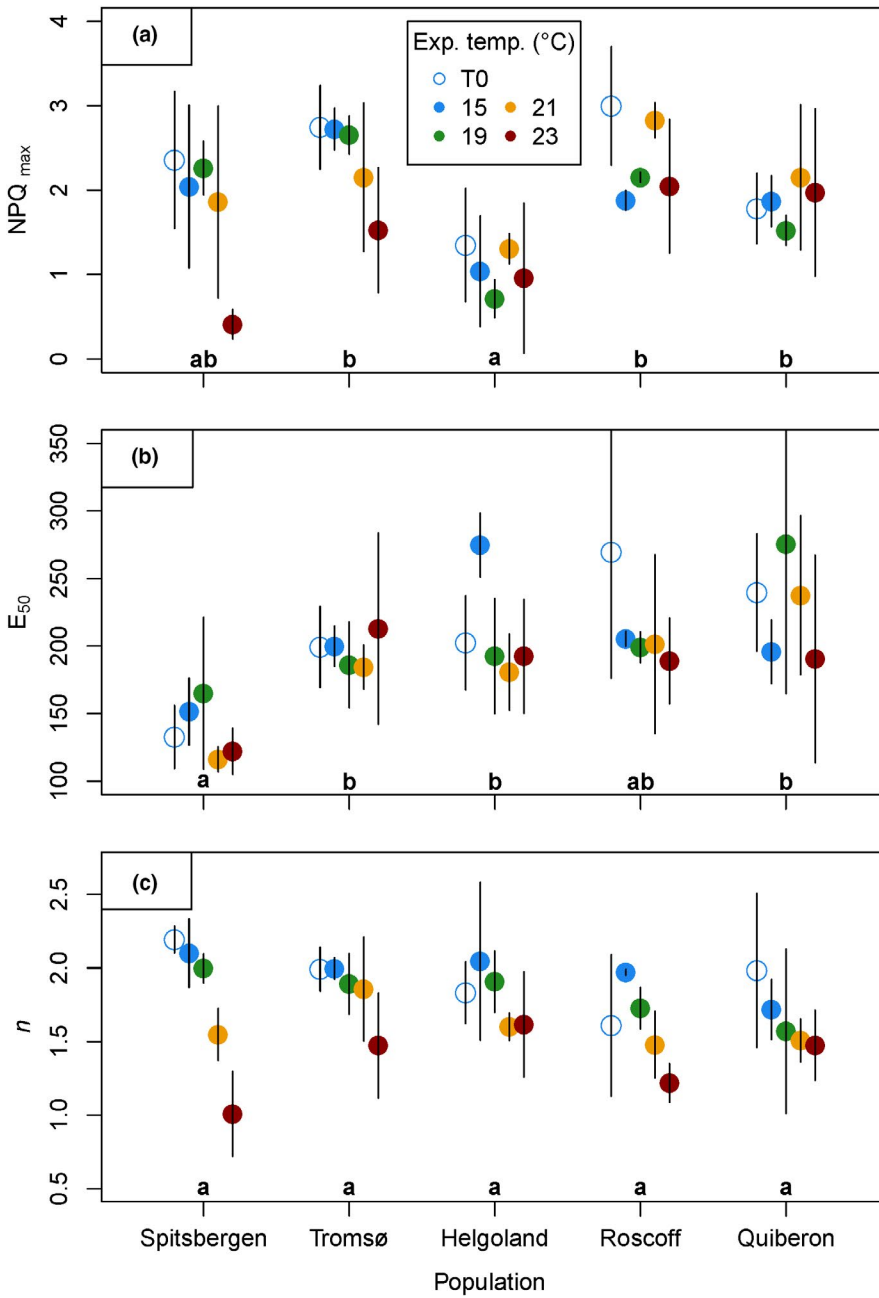 (a)
Exp. temp. (°C)
T0
15 21
19 23
NPQ max
4
3
2
1
0
ab b a b b
(b)
E50
350
300
250
200
150
100
a b b ab b
(c)
n
2.5
2.0
1.5
1.0
0.5
a a a a a
Spitsbergen Tromsø Helgoland Roscoff Quiberon
Population